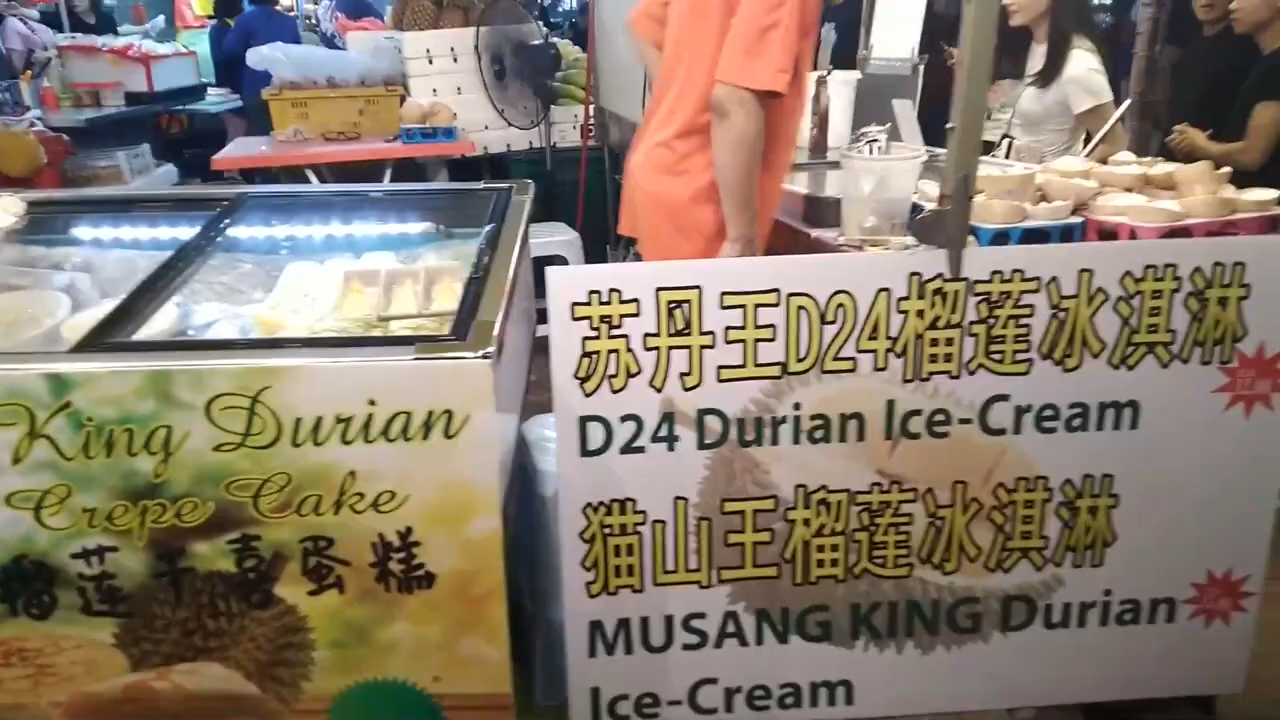 King Durian
Crepe Cake
榴莲千喜蛋糕
苏丹王D24榴莲冰淇淋
D24 Durian Ice-Cream
猫山王榴莲冰淇淋
MUSANG KING Durian
Ice-Cream